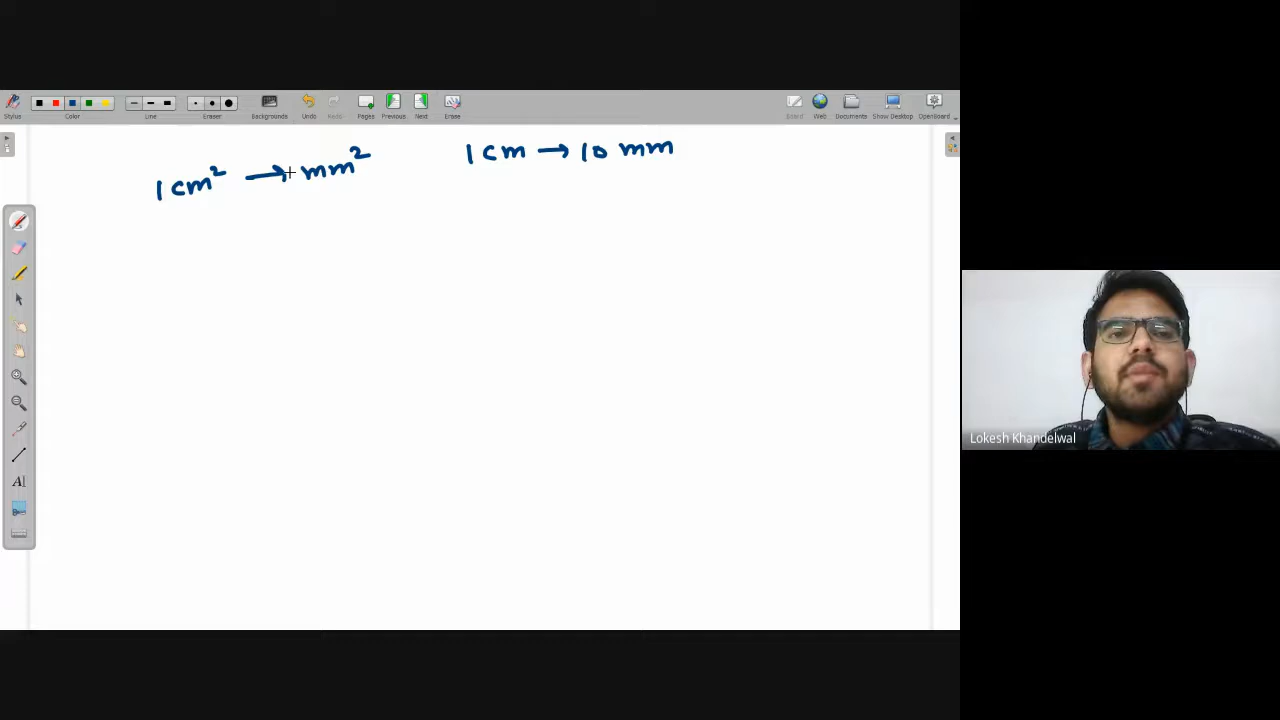 Stylus Color Line Eraser Backgrounds Undo Redo Pages Previous Next Erase Board Web Documents Show Desktop OpenBoard
1 cm² → mm² 1 cm → 10 mm
Lokesh Khandelwal